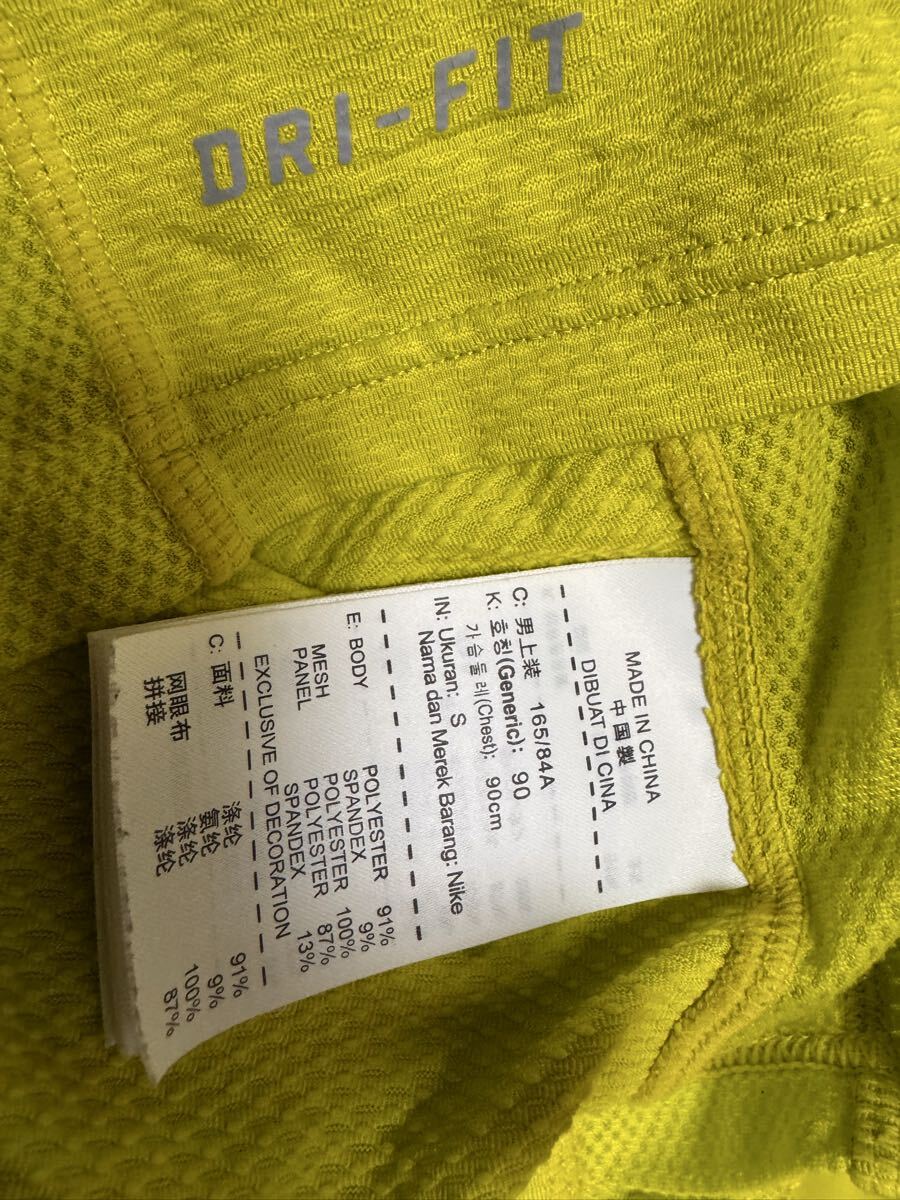 DRI-FIT
MADE IN CHINA
中国製
DIBUAT DI CINA
C: 男上装 165/84A
K: 호칭(Generic): 90
가슴둘레(Chest): 90cm
IN: Ukuran: S
Nama dan Merek Barang: Nike
E: BODY POLYESTER 91%
SPANDEX 9%
MESH POLYESTER 100%
PANEL POLYESTER 87%
SPANDEX 13%
EXCLUSIVE OF DECORATION
C: 面料 涤纶 91%
氨纶 9%
网眼布 涤纶 100%
拼接 涤纶 87%